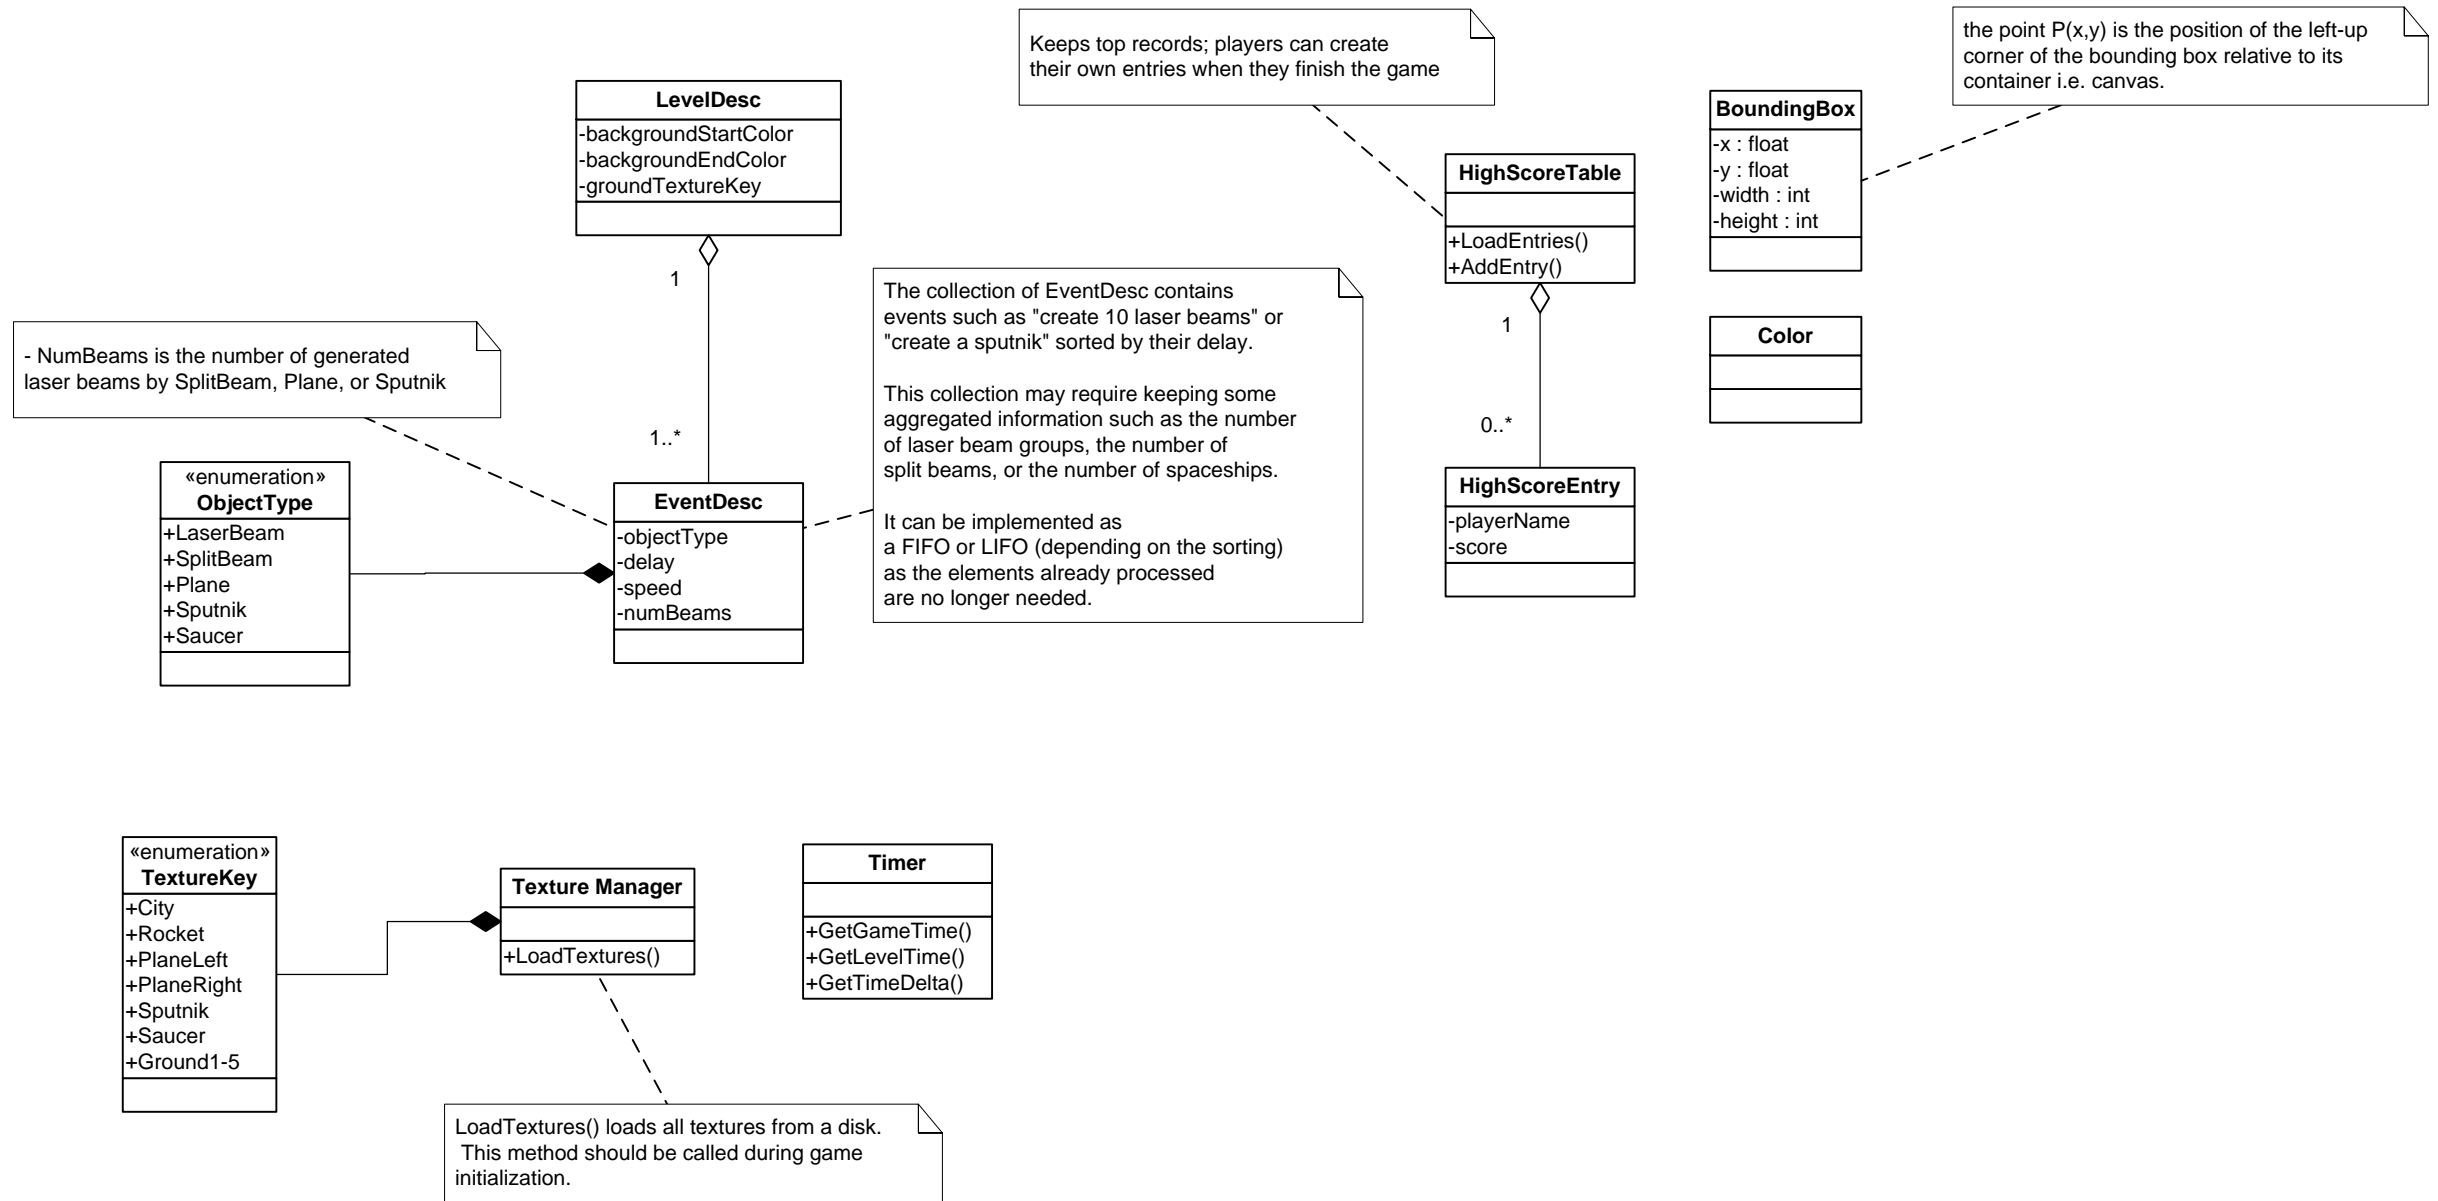 Keeps top records; players can create
their own entries when they finish the game
the point P(x,y) is the position of the left-up
corner of the bounding box relative to its
container i.e. canvas.
LevelDesc
-backgroundStartColor
-backgroundEndColor
-groundTextureKey
1
1..*
HighScoreTable
+LoadEntries()
+AddEntry()
1
0..*
BoundingBox
-x : float
-y : float
-width : int
-height : int
Color
- NumBeams is the number of generated
laser beams by SplitBeam, Plane, or Sputnik
The collection of EventDesc contains
events such as "create 10 laser beams" or
"create a sputnik" sorted by their delay.
This collection may require keeping some
aggregated information such as the number
of laser beam groups, the number of
split beams, or the number of spaceships.
It can be implemented as
a FIFO or LIFO (depending on the sorting)
as the elements already processed
are no longer needed.
«enumeration»
ObjectType
+LaserBeam
+SplitBeam
+Plane
+Sputnik
+Saucer
EventDesc
-objectType
-delay
-speed
-numBeams
HighScoreEntry
-playerName
-score
«enumeration»
TextureKey
+City
+Rocket
+PlaneLeft
+PlaneRight
+Sputnik
+Saucer
+Ground1-5
Texture Manager
+LoadTextures()
Timer
+GetGameTime()
+GetLevelTime()
+GetTimeDelta()
LoadTextures() loads all textures from a disk.
This method should be called during game
initialization.